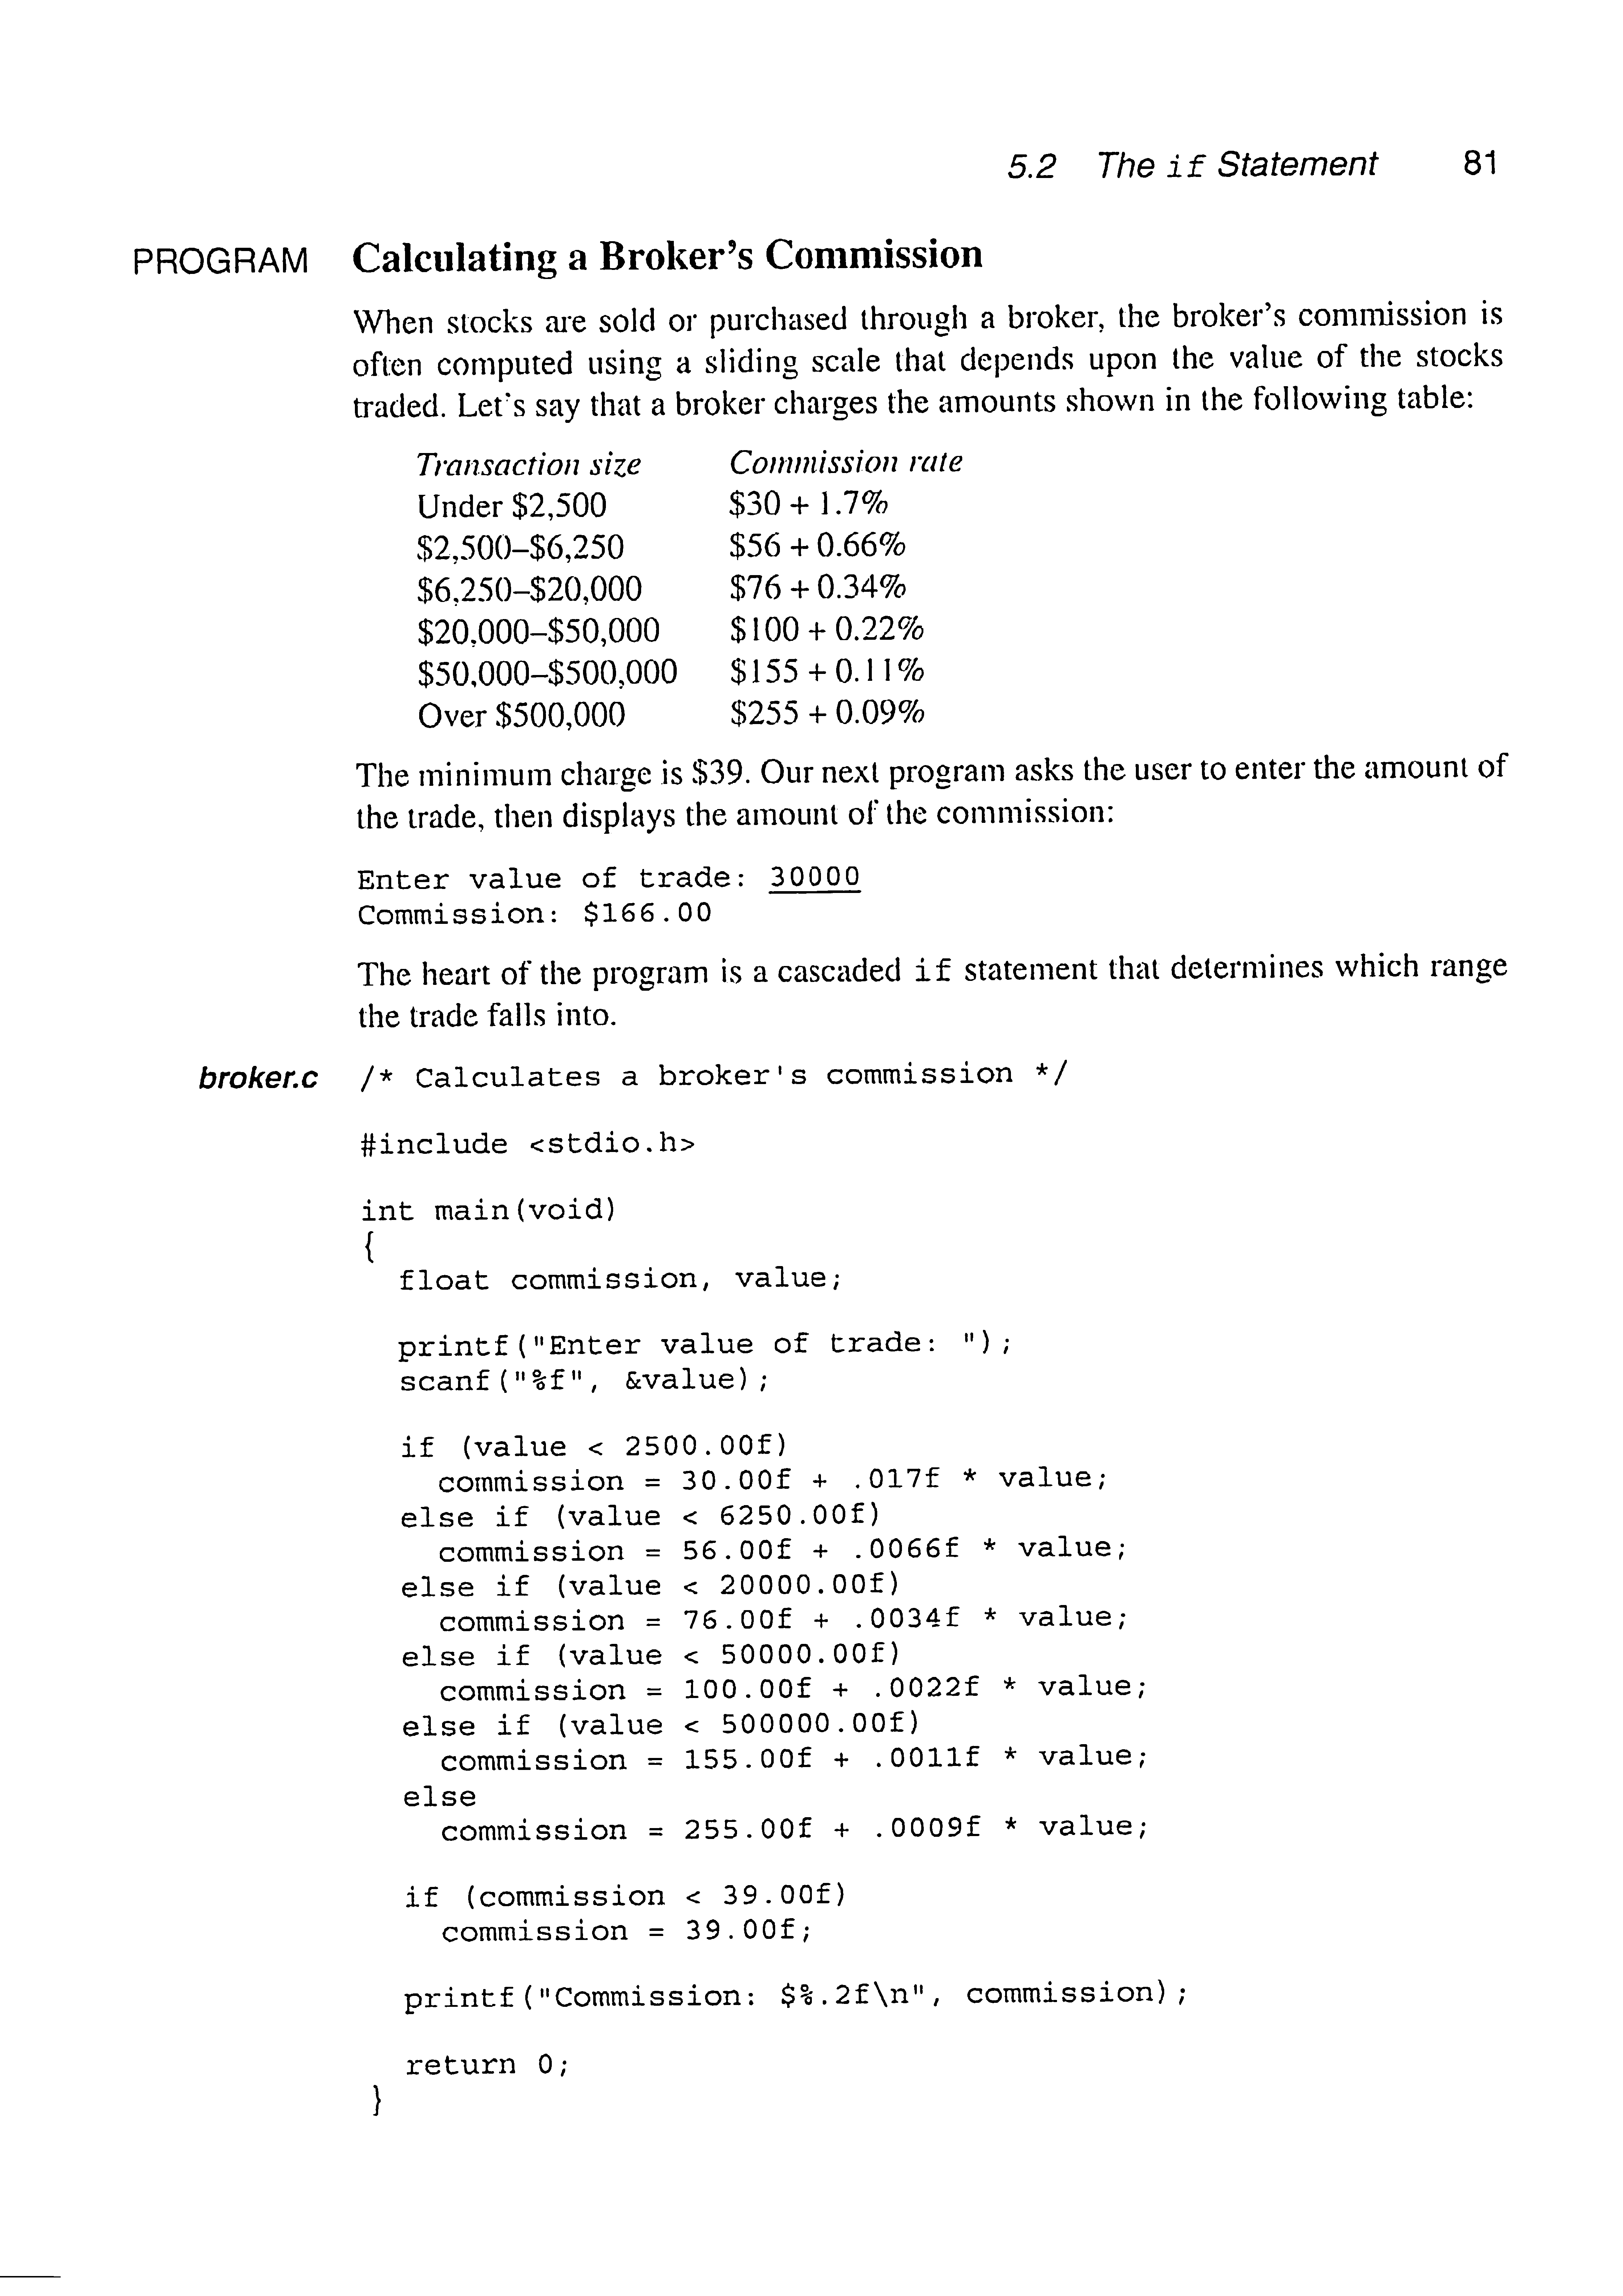 5.2 The if Statement 81
PROGRAM Calculating a Broker's Commission
When stocks are sold or purchased through a broker, the broker's commission is
often computed using a sliding scale that depends upon the value of the stocks
traded. Let's say that a broker charges the amounts shown in the following table:
Transaction size Commission rate
Under $2,500 $30 + 1.7%
$2,500–$6,250 $56 + 0.66%
$6,250–$20,000 $76 + 0.34%
$20,000–$50,000 $100 + 0.22%
$50,000–$500,000 $155 + 0.11%
Over $500,000 $255 + 0.09%
The minimum charge is $39. Our next program asks the user to enter the amount of
the trade, then displays the amount of the commission:
Enter value of trade: 30000
Commission: $166.00
The heart of the program is a cascaded if statement that determines which range
the trade falls into.
broker.c /* Calculates a broker's commission */
#include <stdio.h>
int main(void)
{
float commission, value;
printf("Enter value of trade: ");
scanf("%f", &value);
if (value < 2500.00f)
commission = 30.00f + .017f * value;
else if (value < 6250.00f)
commission = 56.00f + .0066f * value;
else if (value < 20000.00f)
commission = 76.00f + .0034f * value;
else if (value < 50000.00f)
commission = 100.00f + .0022f * value;
else if (value < 500000.00f)
commission = 155.00f + .0011f * value;
else
commission = 255.00f + .0009f * value;
if (commission < 39.00f)
commission = 39.00f;
printf("Commission: $%.2f\n", commission);
return 0;
}